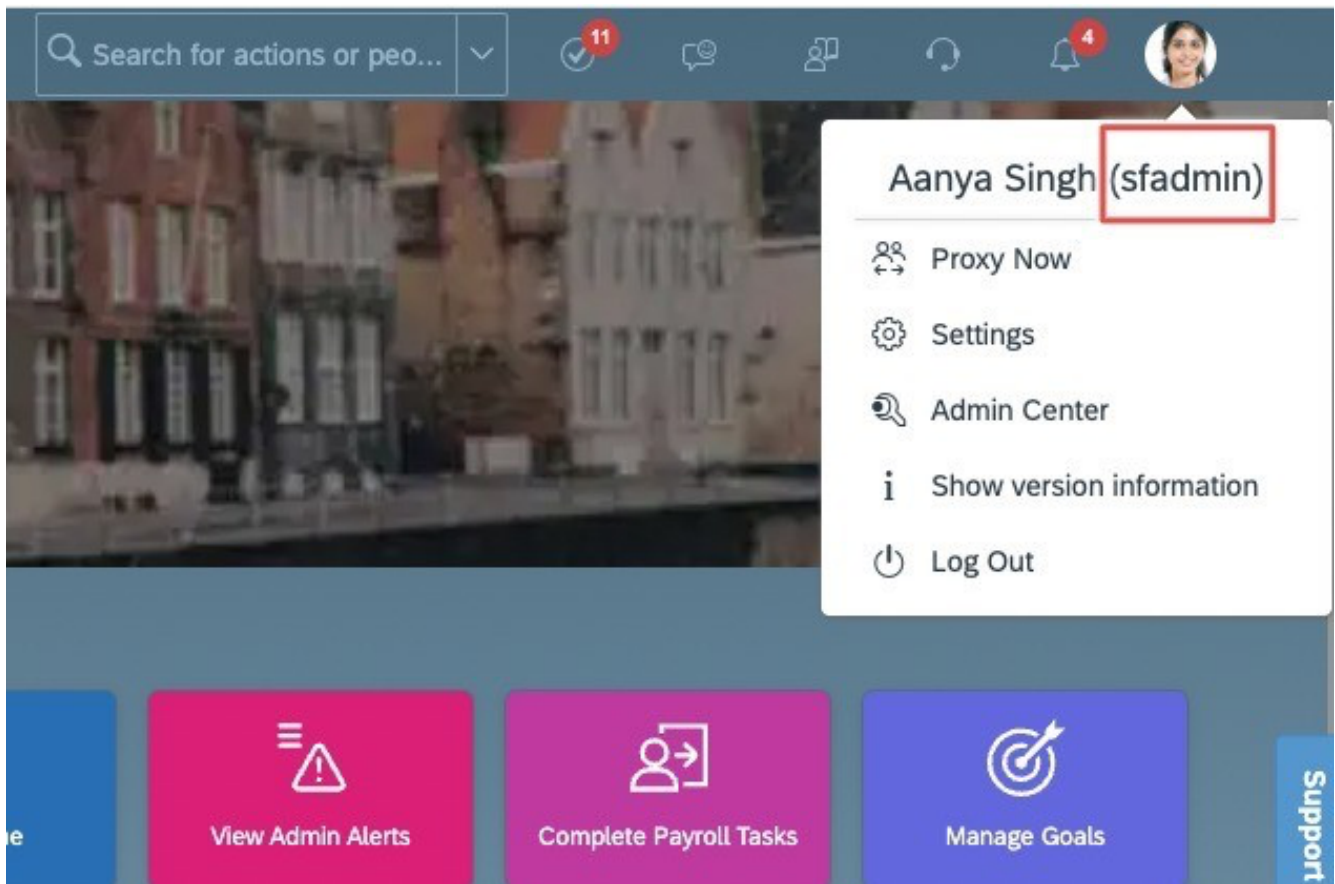 Search for actions or peo...
11
4
Aanya Singh (sfadmin)
Proxy Now
Settings
Admin Center
Show version information
Log Out
View Admin Alerts
Complete Payroll Tasks
Manage Goals
Support